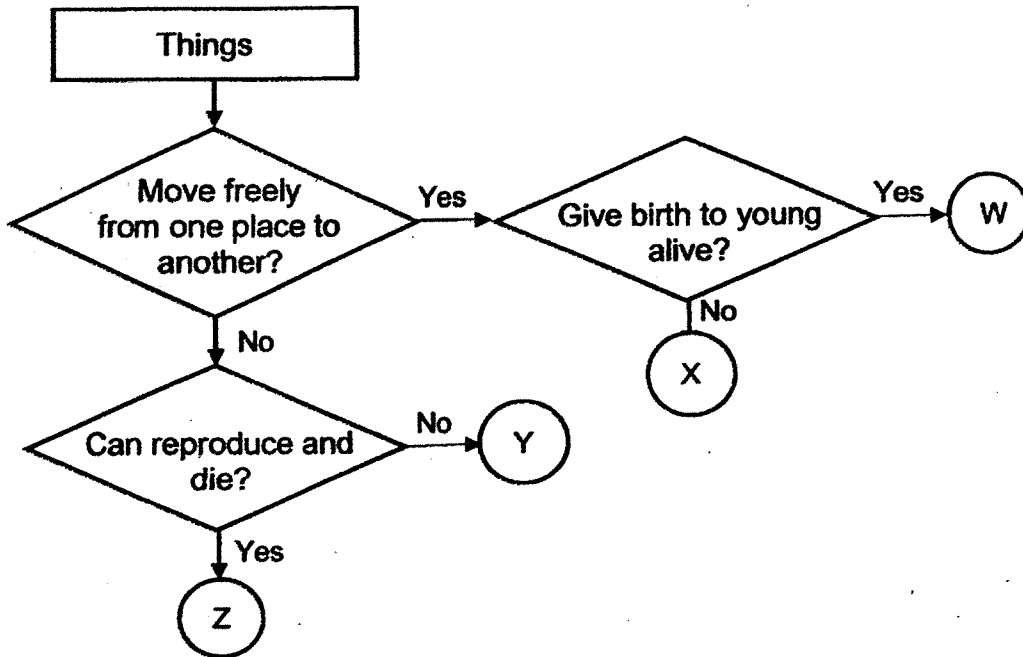 Things
Move freely
from one place to
another?
Yes
Give birth to young
alive?
Yes
W
No
X
No
Can reproduce and
die?
No
Y
Yes
Z